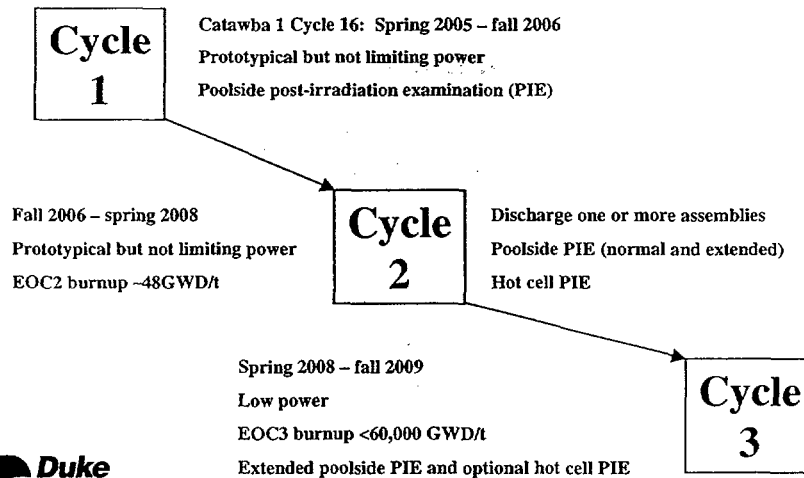 Cycle
1
Catawba 1 Cycle 16: Spring 2005 – fall 2006
Prototypical but not limiting power
Poolside post-irradiation examination (PIE)
Fall 2006 – spring 2008
Prototypical but not limiting power
EOC2 burnup ~48GWD/t
Cycle
2
Discharge one or more assemblies
Poolside PIE (normal and extended)
Hot cell PIE
Spring 2008 – fall 2009
Low power
EOC3 burnup <60,000 GWD/t
Extended poolside PIE and optional hot cell PIE
Cycle
3
Duke